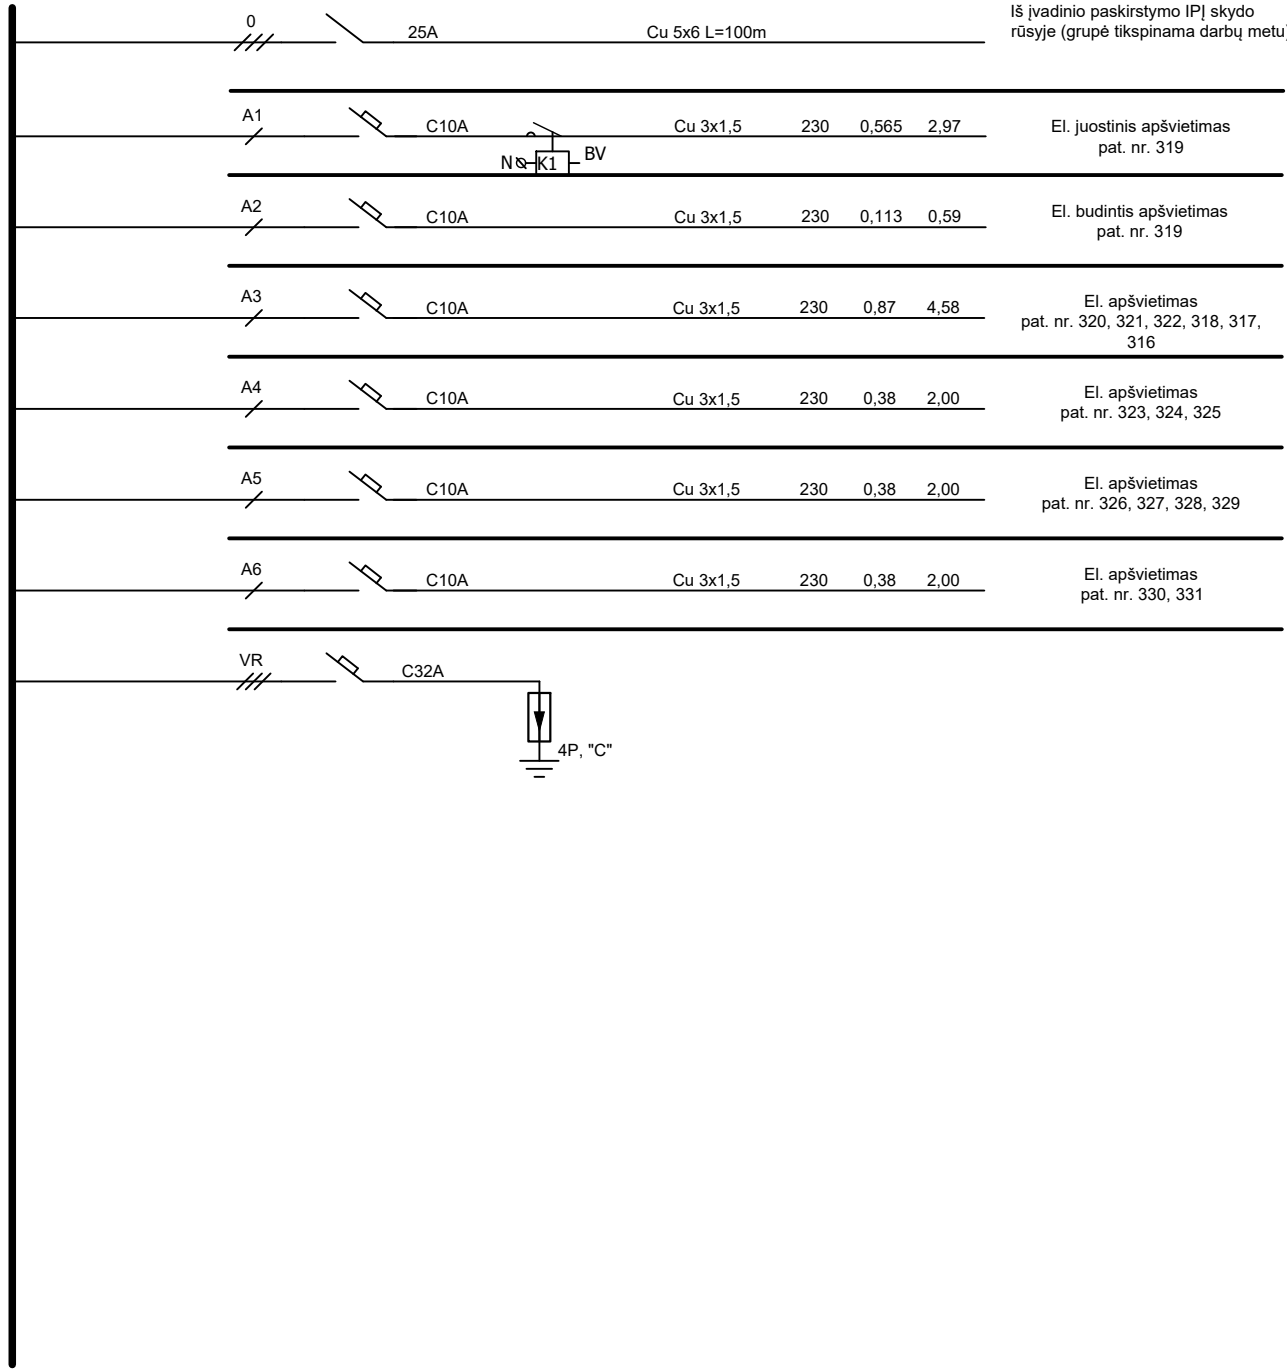 0
25A
Cu 5x6 L=100m
Iš įvadinio paskirstymo IPĮ skydo
rūsyje (grupė tikspinama darbų metu)
A1
C10A
Cu 3x1,5
230
0,565
2,97
El. juostinis apšvietimas
pat. nr. 319
N
K1
BV
A2
C10A
Cu 3x1,5
230
0,113
0,59
El. budintis apšvietimas
pat. nr. 319
A3
C10A
Cu 3x1,5
230
0,87
4,58
El. apšvietimas
pat. nr. 320, 321, 322, 318, 317,
316
A4
C10A
Cu 3x1,5
230
0,38
2,00
El. apšvietimas
pat. nr. 323, 324, 325
A5
C10A
Cu 3x1,5
230
0,38
2,00
El. apšvietimas
pat. nr. 326, 327, 328, 329
A6
C10A
Cu 3x1,5
230
0,38
2,00
El. apšvietimas
pat. nr. 330, 331
VR
C32A
4P, "C"